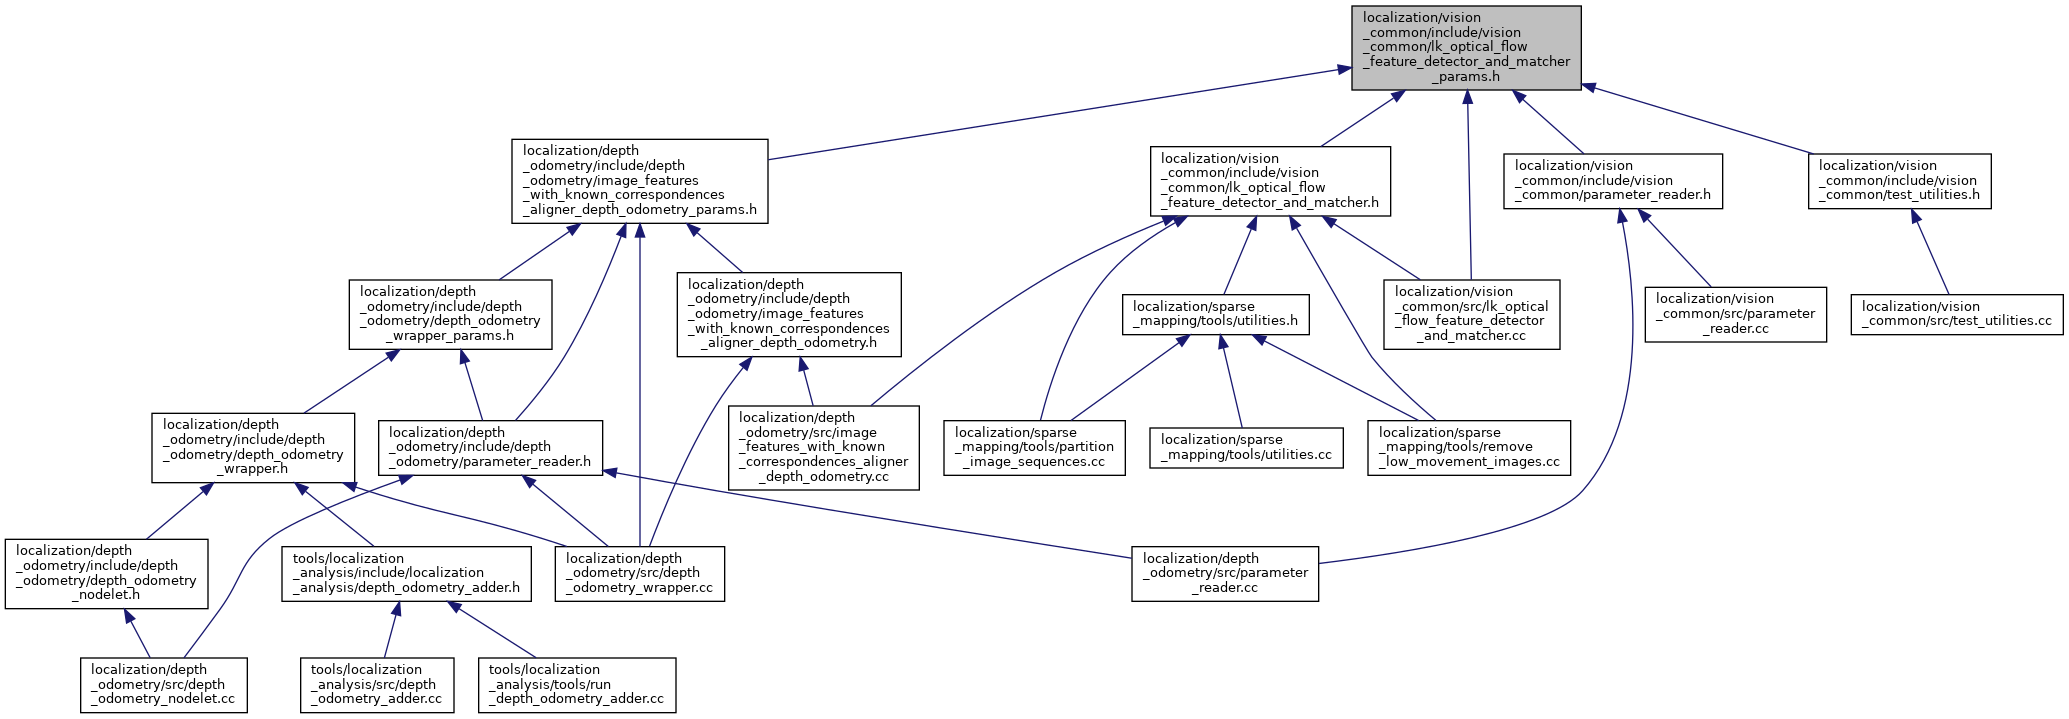 localization/vision
_common/include/vision
_common/lk_optical_flow
_feature_detector_and_matcher
_params.h
localization/depth
_odometry/include/depth
_odometry/image_features
_with_known_correspondences
_aligner_depth_odometry_params.h
localization/vision
_common/include/vision
_common/lk_optical_flow
_feature_detector_and_matcher.h
localization/vision
_common/include/vision
_common/parameter_reader.h
localization/vision
_common/include/vision
_common/test_utilities.h
localization/depth
_odometry/include/depth
_odometry/depth_odometry
_wrapper_params.h
localization/depth
_odometry/include/depth
_odometry/image_features
_with_known_correspondences
_aligner_depth_odometry.h
localization/sparse
_mapping/tools/utilities.h
localization/vision
_common/src/lk_optical
_flow_feature_detector
_and_matcher.cc
localization/vision
_common/src/parameter
_reader.cc
localization/vision
_common/src/test_utilities.cc
localization/depth
_odometry/include/depth
_odometry/depth_odometry
_wrapper.h
localization/depth
_odometry/include/depth
_odometry/parameter_reader.h
localization/depth
_odometry/src/image
_features_with_known
_correspondences_aligner
_depth_odometry.cc
localization/sparse
_mapping/tools/partition
_image_sequences.cc
localization/sparse
_mapping/tools/utilities.cc
localization/sparse
_mapping/tools/remove
_low_movement_images.cc
localization/depth
_odometry/include/depth
_odometry/depth_odometry
_nodelet.h
tools/localization
_analysis/include/localization
_analysis/depth_odometry_adder.h
localization/depth
_odometry/src/depth
_odometry_wrapper.cc
localization/depth
_odometry/src/parameter
_reader.cc
localization/depth
_odometry/src/depth
_odometry_nodelet.cc
tools/localization
_analysis/src/depth
_odometry_adder.cc
tools/localization
_analysis/tools/run
_depth_odometry_adder.cc